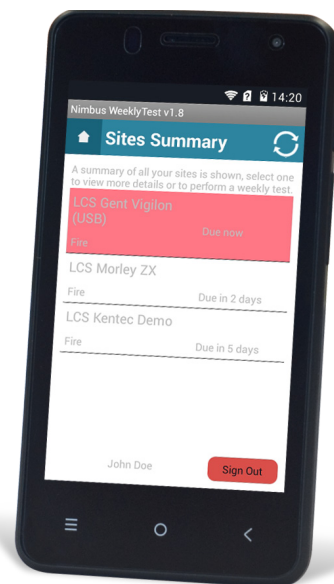 14:20
Nimbus WeeklyTest v1.8
Sites Summary
A summary of all your sites is shown, select one
to view more details or to perform a weekly test.
LCS Gent Vigilon
(USB)
Due now
Fire
LCS Morley ZX
Fire
Due in 2 days
LCS Kentec Demo
Fire
Due in 5 days
John Doe
Sign Out